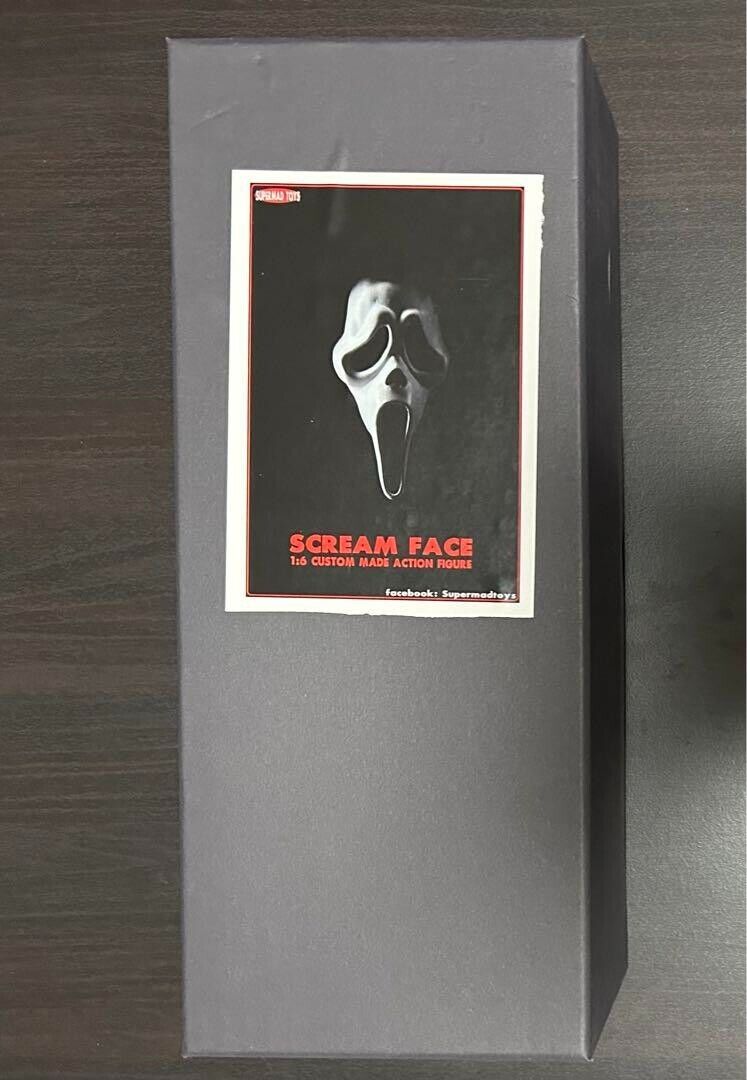 SUPERMAD TOYS
SCREAM FACE
1:6 CUSTOM MADE ACTION FIGURE
facebook: Supermadtoys